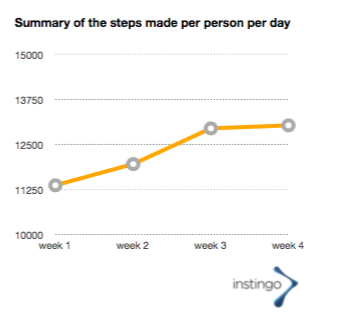 Summary of the steps made per person per day
15000
13750
12500
11250
10000
week 1 week 2 week 3 week 4
instingo